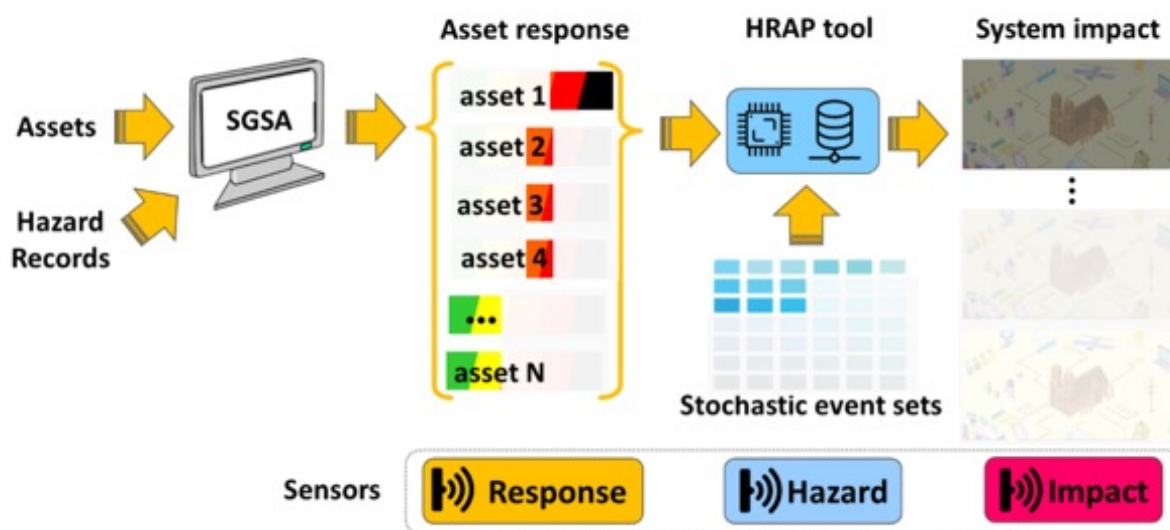 Asset response
HRAP tool
System impact
Assets
Hazard
Records
SGSA
asset 1
asset 2
asset 3
asset 4
...
asset N
Stochastic event sets
Sensors
Response
Hazard
Impact